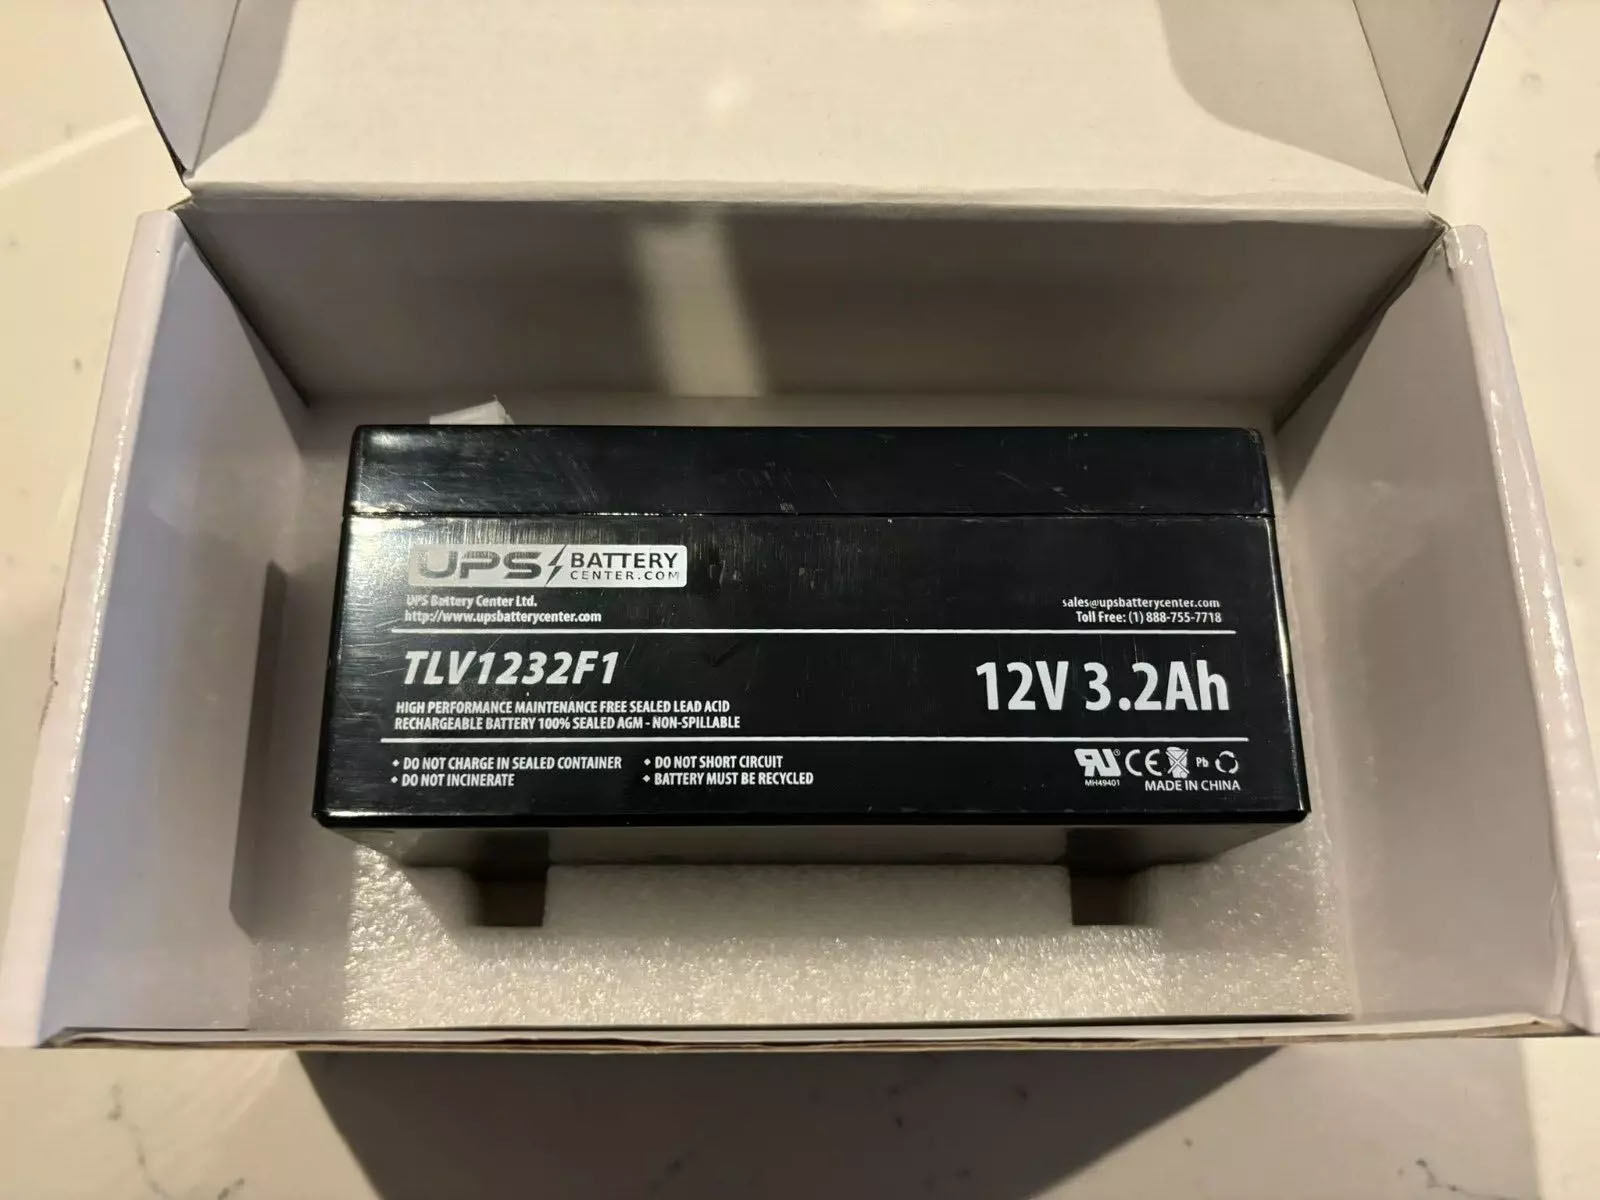 UPS BATTERY
CENTER.COM
UPS Battery Center Ltd.
http://www.upsbatterycenter.com
sales@upsbatterycenter.com
Toll Free: (1) 888-755-7718
TLV1232F1
12V 3.2Ah
HIGH PERFORMANCE MAINTENANCE FREE SEALED LEAD ACID
RECHARGEABLE BATTERY 100% SEALED AGM - NON-SPILLABLE
• DO NOT CHARGE IN SEALED CONTAINER
• DO NOT INCINERATE
• DO NOT SHORT CIRCUIT
• BATTERY MUST BE RECYCLED
RU CE Pb
MH49401
MADE IN CHINA